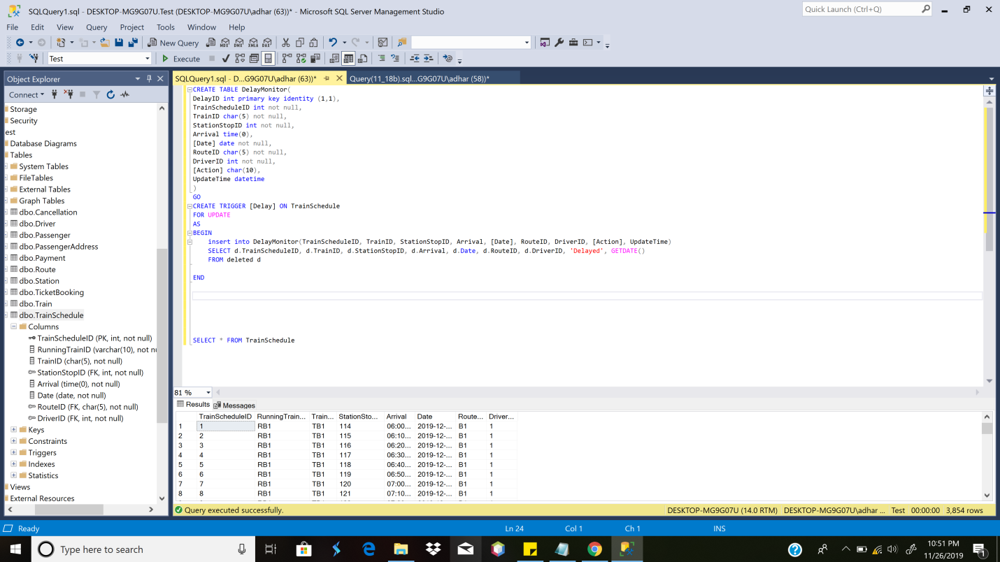 SQLQuery1.sql - DESKTOP-MG9G07U.Test (DESKTOP-MG9G07U\adhar (63))* - Microsoft SQL Server Management Studio
Quick Launch (Ctrl+Q)
File Edit View Query Project Tools Window Help
New Query MDX DMX XMLA DAX
Test Execute
Object Explorer
Connect
Storage
Security
est
Database Diagrams
Tables
System Tables
FileTables
External Tables
Graph Tables
dbo.Cancellation
dbo.Driver
dbo.Passenger
dbo.PassengerAddress
dbo.Payment
dbo.Route
dbo.Station
dbo.TicketBooking
dbo.Train
dbo.TrainSchedule
Columns
TrainScheduleID (PK, int, not null)
RunningTrainID (varchar(10), not nu
TrainID (char(5), not null)
StationStopID (FK, int, not null)
Arrival (time(0), not null)
Date (date, not null)
RouteID (FK, char(5), not null)
DriverID (FK, int, not null)
Keys
Constraints
Triggers
Indexes
Statistics
Views
External Resources
SQLQuery1.sql - D...G9G07U\adhar (63))* Query(11_18b).sql...G9G07U\adhar (58))*
CREATE TABLE DelayMonitor(
DelayID int primary key identity (1,1),
TrainScheduleID int not null,
TrainID char(5) not null,
StationStopID int not null,
Arrival time(0),
[Date] date not null,
RouteID char(5) not null,
DriverID int not null,
[Action] char(10),
UpdateTime datetime
)
GO
CREATE TRIGGER [Delay] ON TrainSchedule
FOR UPDATE
AS
BEGIN
insert into DelayMonitor(TrainScheduleID, TrainID, StationStopID, Arrival, [Date], RouteID, DriverID, [Action], UpdateTime)
SELECT d.TrainScheduleID, d.TrainID, d.StationStopID, d.Arrival, d.Date, d.RouteID, d.DriverID, 'Delayed', GETDATE()
FROM deleted d
END
SELECT * FROM TrainSchedule
81 %
Results Messages
TrainScheduleID RunningTrain... Train... StationSto... Arrival Date Route... Driver...
1 1 RB1 TB1 114 06:00... 2019-12-... B1 1
2 2 RB1 TB1 115 06:10... 2019-12-... B1 1
3 3 RB1 TB1 116 06:20... 2019-12-... B1 1
4 4 RB1 TB1 117 06:30... 2019-12-... B1 1
5 5 RB1 TB1 118 06:40... 2019-12-... B1 1
6 6 RB1 TB1 119 06:50... 2019-12-... B1 1
7 7 RB1 TB1 120 07:00... 2019-12-... B1 1
8 8 RB1 TB1 121 07:10... 2019-12-... B1 1
Query executed successfully. DESKTOP-MG9G07U (14.0 RTM) DESKTOP-MG9G07U\adhar ... Test 00:00:00 3,854 rows
Ready Ln 24 Col 1 Ch 1 INS
Type here to search
10:51 PM
11/26/2019
1